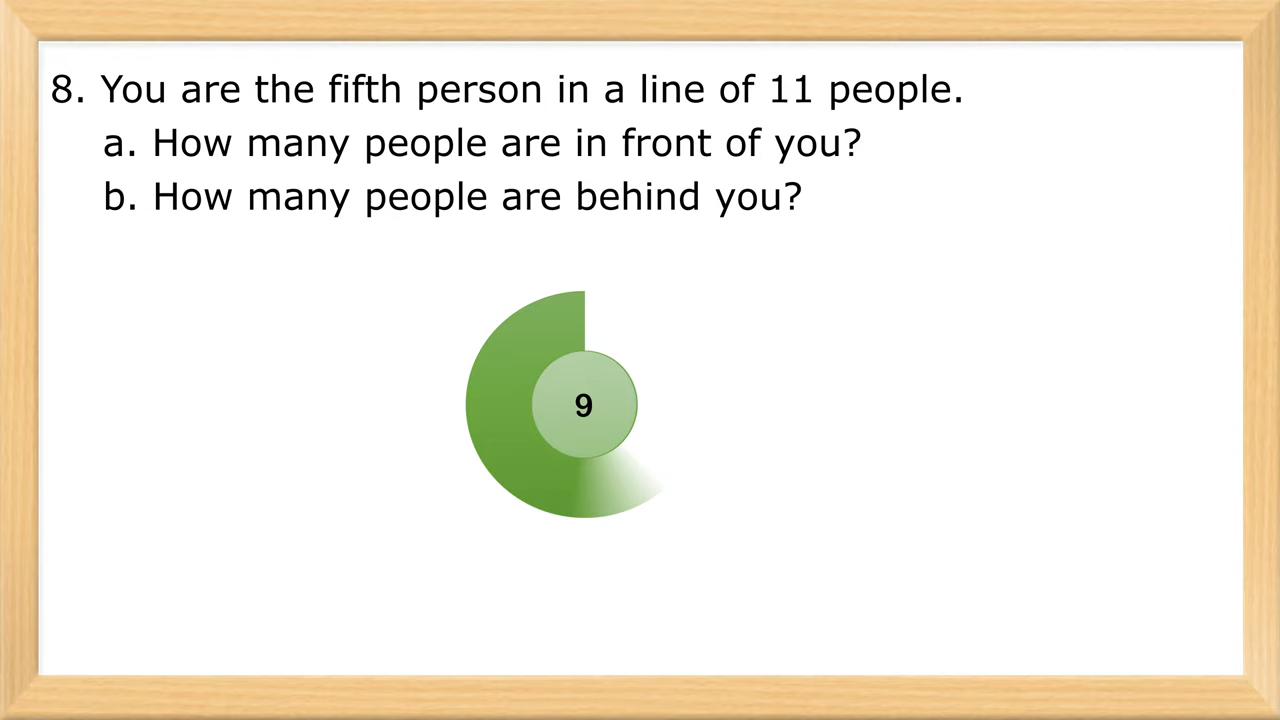 8. You are the fifth person in a line of 11 people.
a. How many people are in front of you?
b. How many people are behind you?
9